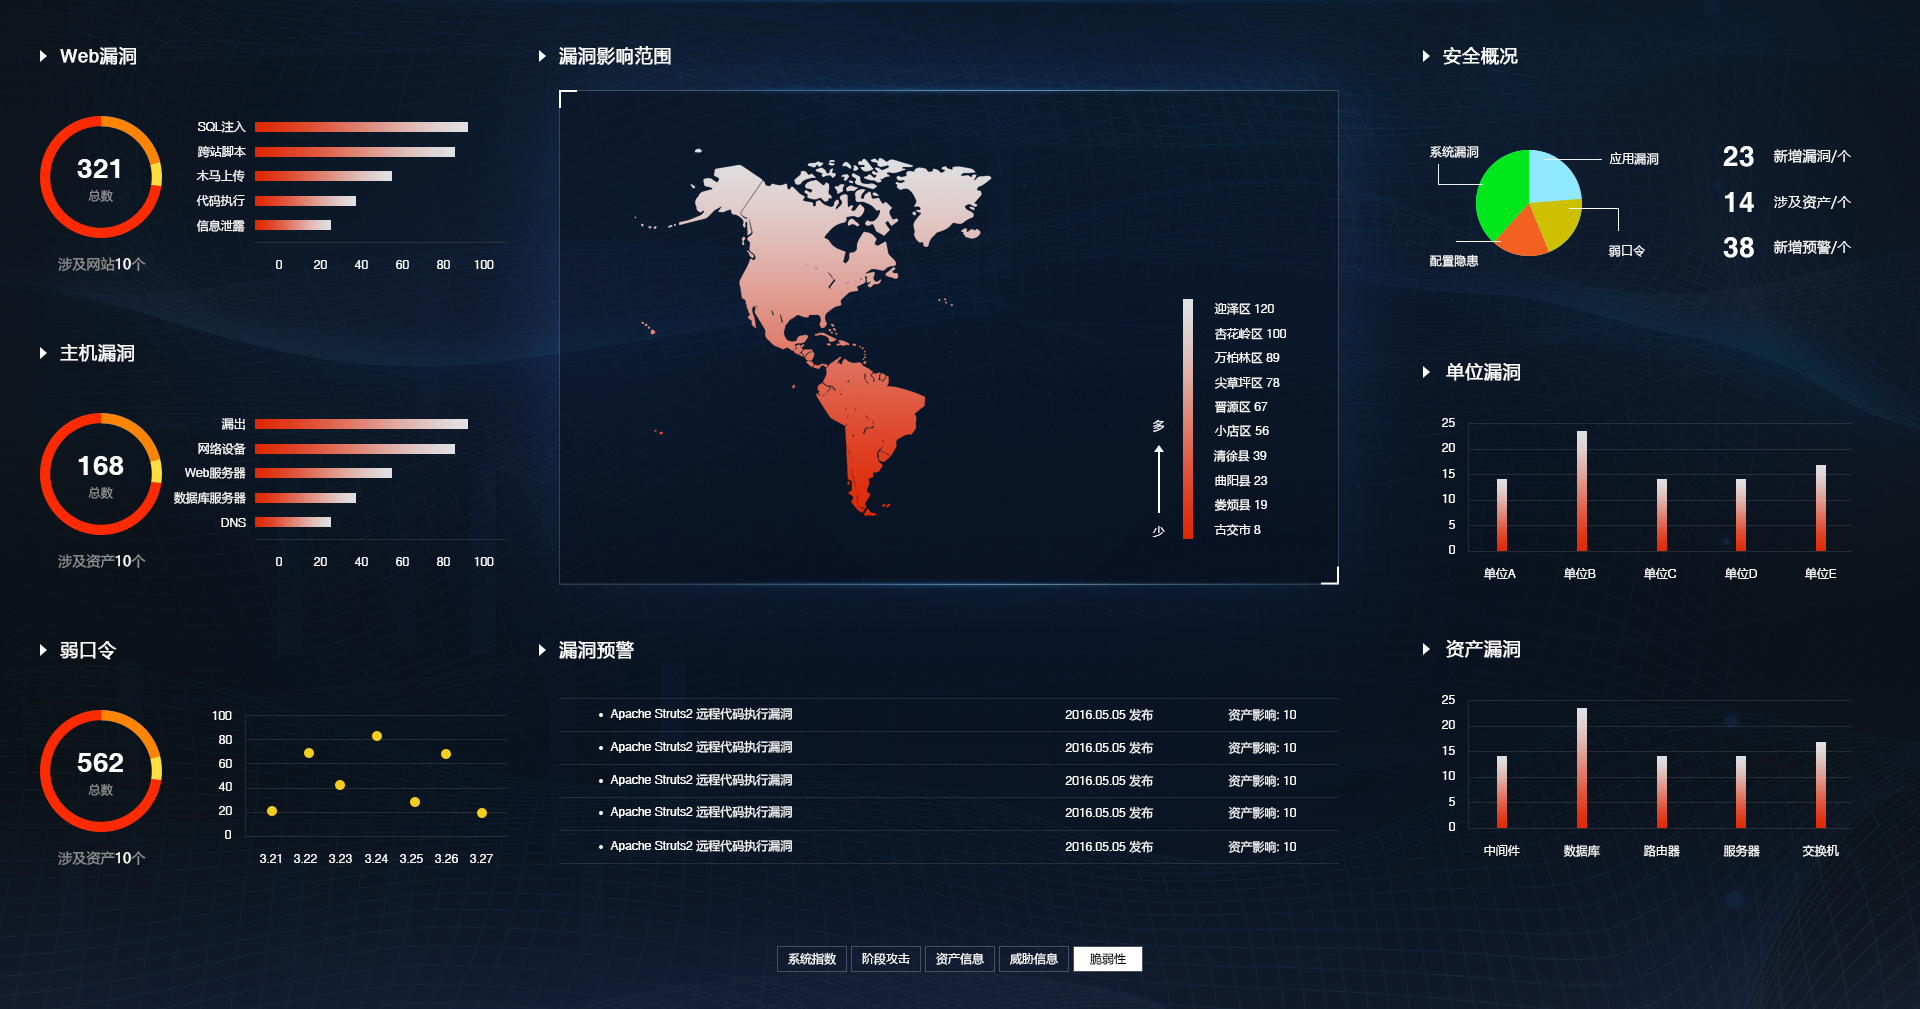 Web漏洞
321
总数
涉及网站10个
SQL注入
跨站脚本
木马上传
代码执行
信息泄露
0 20 40 60 80 100
主机漏洞
168
总数
涉及资产10个
漏出
网络设备
Web服务器
数据库服务器
DNS
0 20 40 60 80 100
弱口令
562
总数
涉及资产10个
100
80
60
40
20
0
3.21 3.22 3.23 3.24 3.25 3.26 3.27
漏洞影响范围
多
少
迎泽区 120
杏花岭区 100
万柏林区 89
尖草坪区 78
晋源区 67
小店区 56
清徐县 39
曲阳县 23
娄烦县 19
古交市 8
漏洞预警
• Apache Struts2 远程代码执行漏洞 2016.05.05 发布 资产影响: 10
• Apache Struts2 远程代码执行漏洞 2016.05.05 发布 资产影响: 10
• Apache Struts2 远程代码执行漏洞 2016.05.05 发布 资产影响: 10
• Apache Struts2 远程代码执行漏洞 2016.05.05 发布 资产影响: 10
• Apache Struts2 远程代码执行漏洞 2016.05.05 发布 资产影响: 10
安全概况
系统漏洞
应用漏洞
弱口令
配置隐患
23 新增漏洞/个
14 涉及资产/个
38 新增预警/个
单位漏洞
25
20
15
10
5
0
单位A 单位B 单位C 单位D 单位E
资产漏洞
25
20
15
10
5
0
中间件 数据库 路由器 服务器 交换机
系统指数 阶段攻击 资产信息 威胁信息 脆弱性